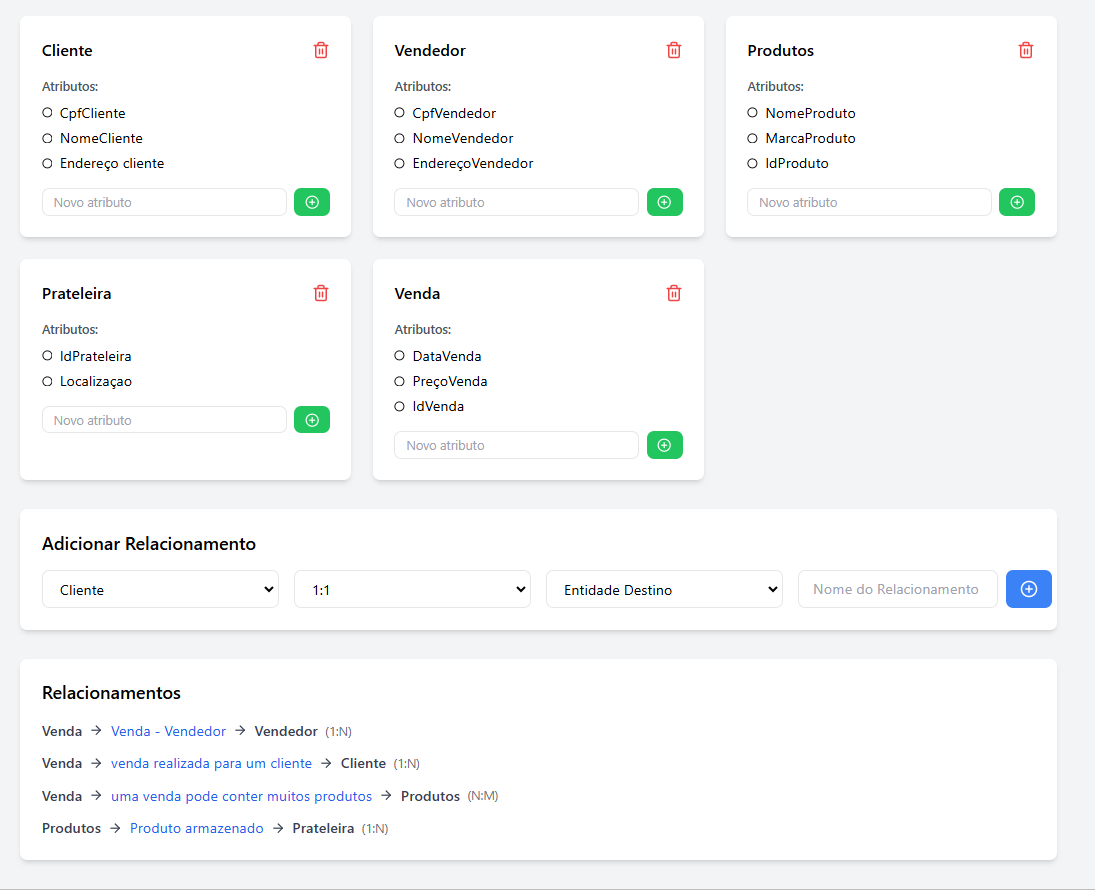 Cliente
Atributos:
CpfCliente
NomeCliente
Endereço cliente
Novo atributo
Vendedor
Atributos:
CpfVendedor
NomeVendedor
EndereçoVendedor
Novo atributo
Produtos
Atributos:
NomeProduto
MarcaProduto
IdProduto
Novo atributo
Prateleira
Atributos:
IdPrateleira
Localizaçao
Novo atributo
Venda
Atributos:
DataVenda
PreçoVenda
IdVenda
Novo atributo
Adicionar Relacionamento
Cliente 1:1 Entidade Destino Nome do Relacionamento
Relacionamentos
Venda → Venda - Vendedor → Vendedor (1:N)
Venda → venda realizada para um cliente → Cliente (1:N)
Venda → uma venda pode conter muitos produtos → Produtos (N:M)
Produtos → Produto armazenado → Prateleira (1:N)